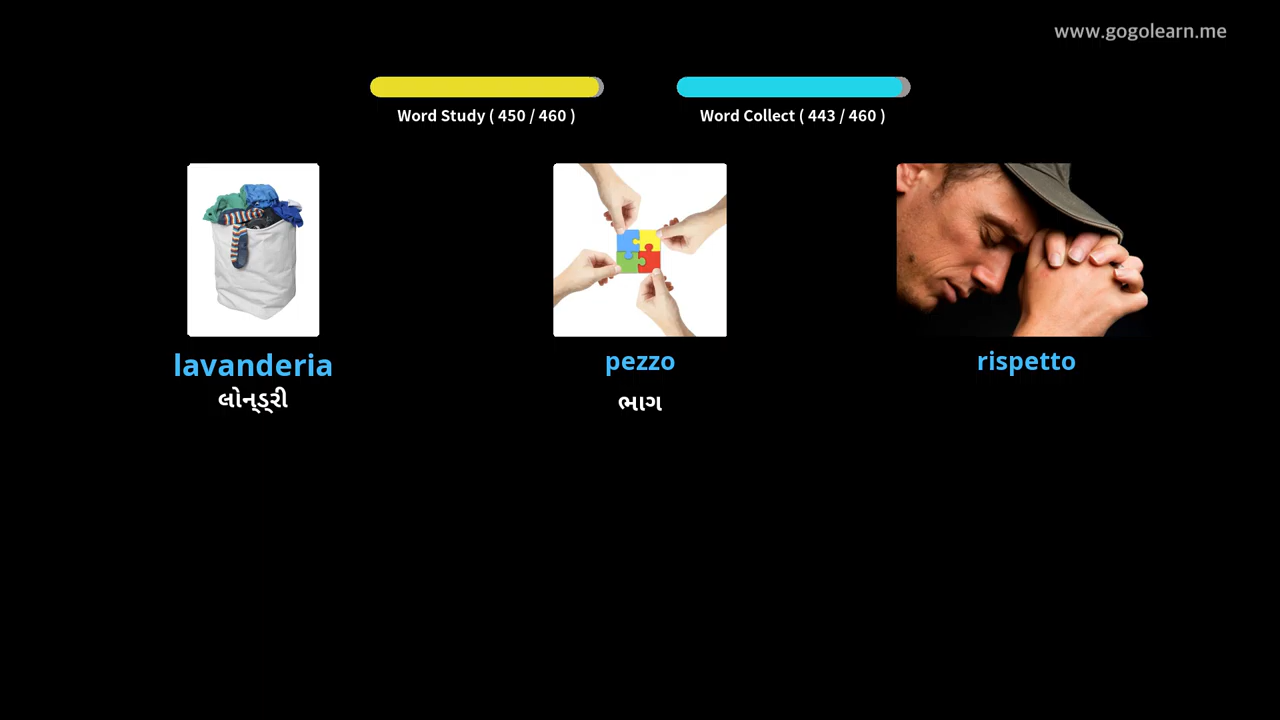 www.gogolearn.me
Word Study ( 450 / 460 )
Word Collect ( 443 / 460 )
lavanderia
લોન્ડ્રી
pezzo
ભાગ
rispetto